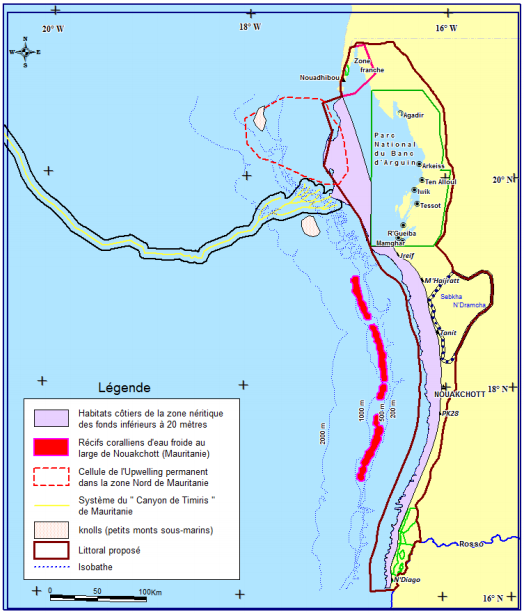 20° W
18° W
16° W
N
W
E
S
Zone
franche
Nouadhibou
Agadir
Parc
National
du Banc
d'Arguin
Arkeiss
Ten Alloul
Iwik
Tessot
20° N
R'Gueiba
Mamghar
Jreif
M'Haijratt
Sebkha
N'Dramcha
Tanit
18° N
NOUAKCHOTT
PK28
2000 m
1000 m
500 m
200 m
Légende
Habitats côtiers de la zone néritique
des fonds inférieurs à 20 mètres
Récifs coralliens d'eau froide au
large de Nouakchott (Mauritanie)
Cellule de l'Upwelling permanent
dans la zone Nord de Mauritanie
Système du " Canyon de Timiris "
de Mauritanie
knolls (petits monts sous-marins)
Littoral proposé
Isobathe
Rosso
N'Diago
0
50
100Km
16° N